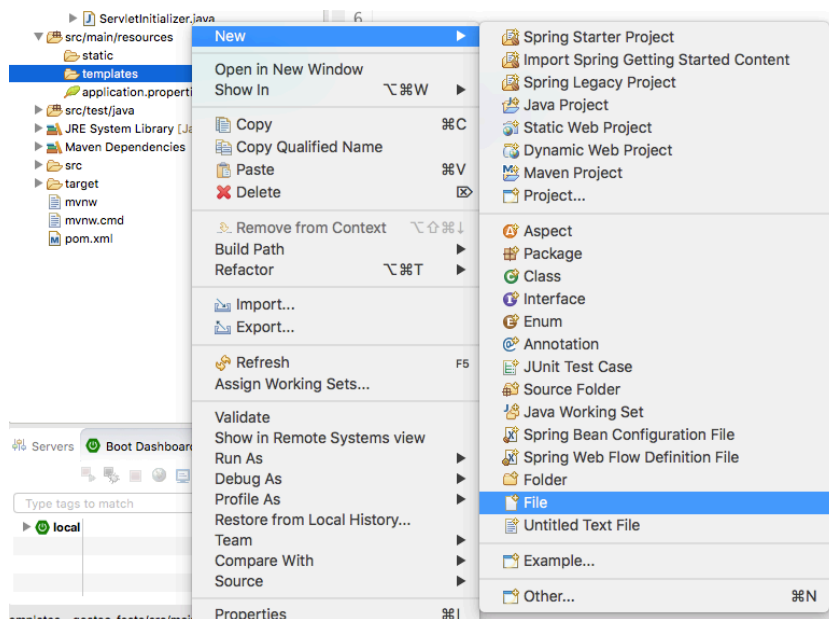 ServletInitializer.java
6
src/main/resources
static
templates
application.properti
src/test/java
JRE System Library [Ja
Maven Dependencies
src
target
mvnw
mvnw.cmd
pom.xml
Servers
Boot Dashboard
Type tags to match
local
New
Open in New Window
Show In ⌥⌘W
Copy ⌘C
Copy Qualified Name
Paste ⌘V
Delete ⌦
Remove from Context ⌥⇧⌘↓
Build Path
Refactor ⌥⌘T
Import...
Export...
Refresh F5
Assign Working Sets...
Validate
Show in Remote Systems view
Run As
Debug As
Profile As
Restore from Local History...
Team
Compare With
Source
Properties ⌘I
Spring Starter Project
Import Spring Getting Started Content
Spring Legacy Project
Java Project
Static Web Project
Dynamic Web Project
Maven Project
Project...
Aspect
Package
Class
Interface
Enum
Annotation
JUnit Test Case
Source Folder
Java Working Set
Spring Bean Configuration File
Spring Web Flow Definition File
Folder
File
Untitled Text File
Example...
Other... ⌘N